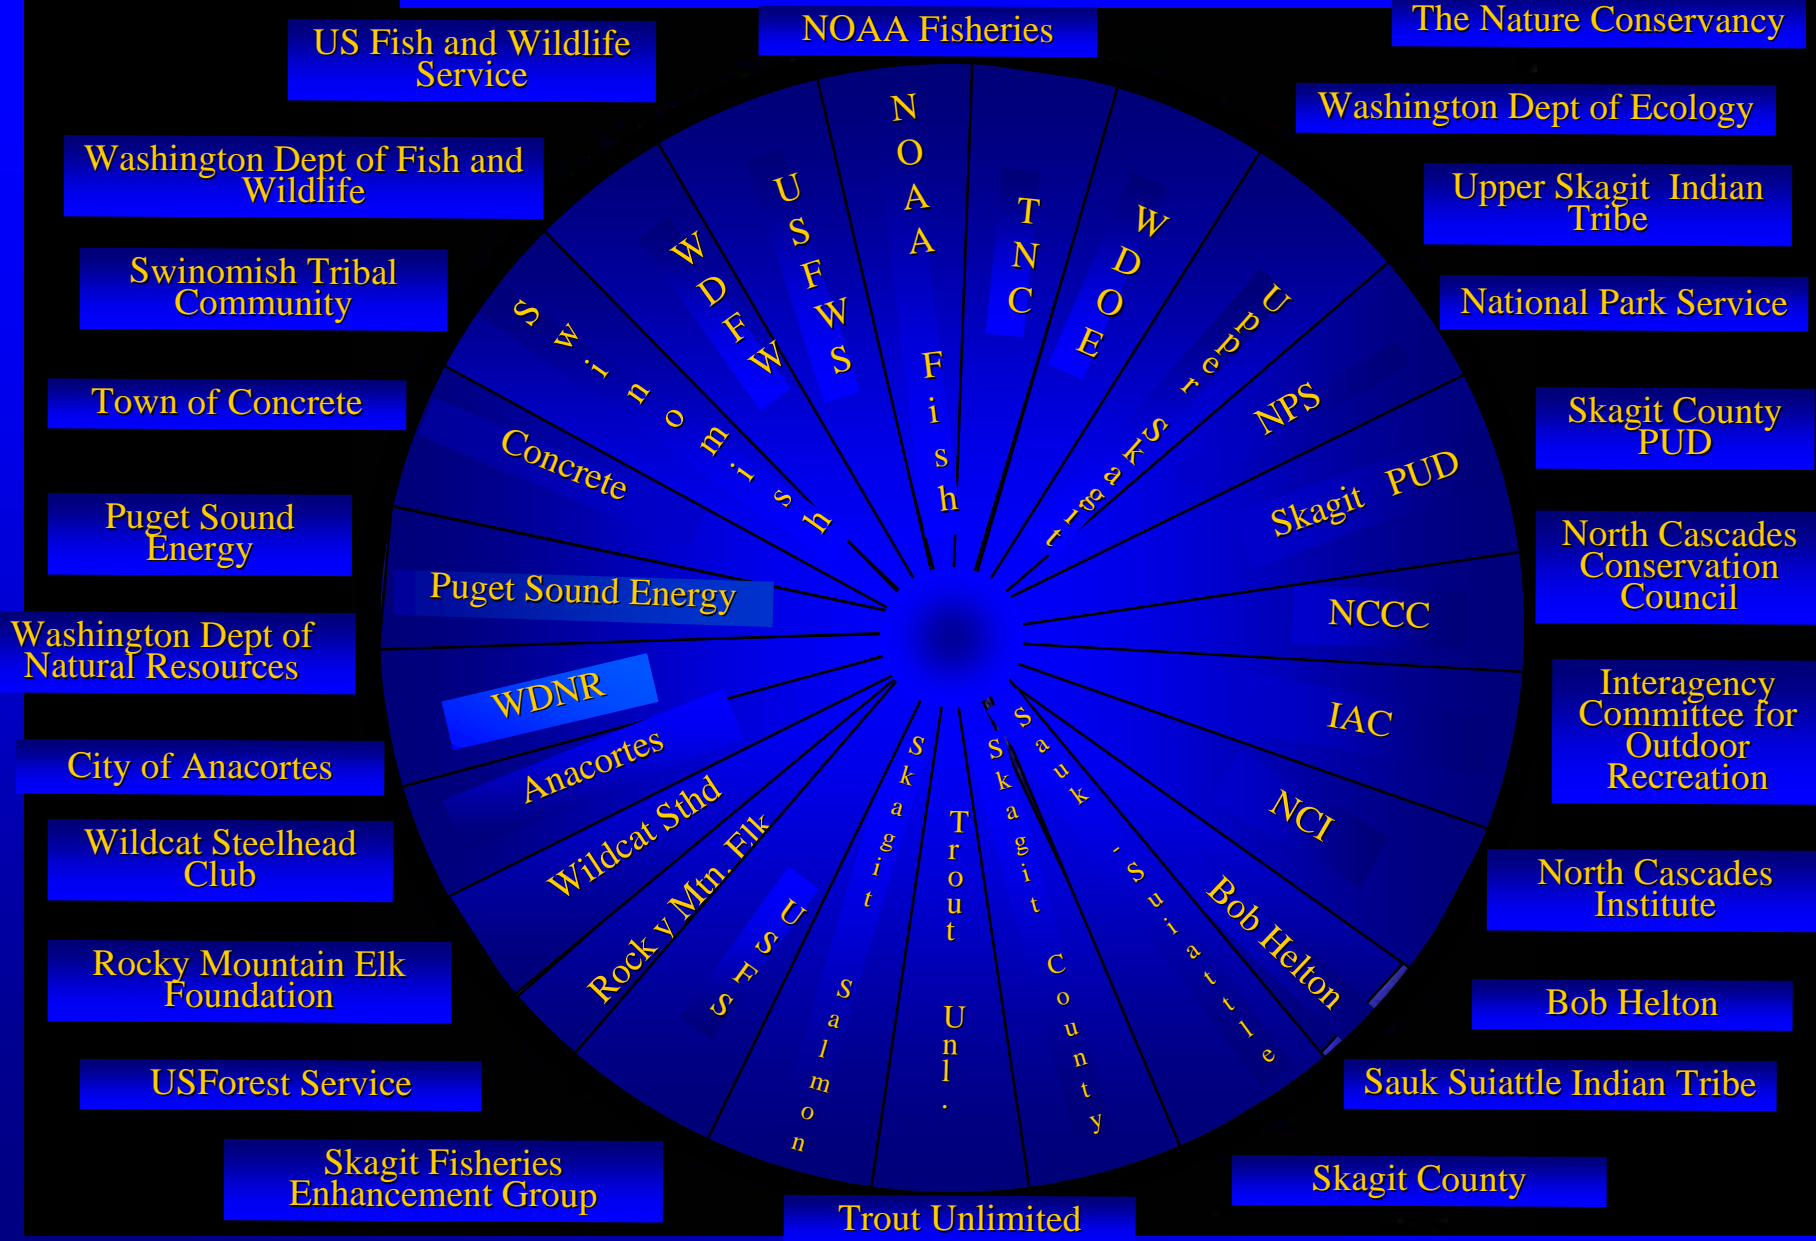 US Fish and Wildlife
Service
NOAA Fisheries
The Nature Conservancy
Washington Dept of Ecology
Washington Dept of Fish and
Wildlife
Upper Skagit Indian
Tribe
Swinomish Tribal
Community
National Park Service
Town of Concrete
Skagit County
PUD
Puget Sound
Energy
North Cascades
Conservation
Council
Washington Dept of
Natural Resources
Interagency
Committee for
Outdoor
Recreation
City of Anacortes
Wildcat Steelhead
Club
North Cascades
Institute
Rocky Mountain Elk
Foundation
Bob Helton
USForest Service
Sauk Suiattle Indian Tribe
Skagit Fisheries
Enhancement Group
Skagit County
Trout Unlimited
NOAA Fish
TNC
WDOE
Upper Skagit
NPS
Skagit PUD
NCCC
IAC
NCI
Bob Helton
Sauk - Suiattle
Skagit County
Trout Unl.
Skagit Salmon
USFS
Rock y Mtn. Elk
Wildcat Sthd
Anacortes
WDNR
Puget Sound Energy
Concrete
Swinomish
WDFW
USFWS